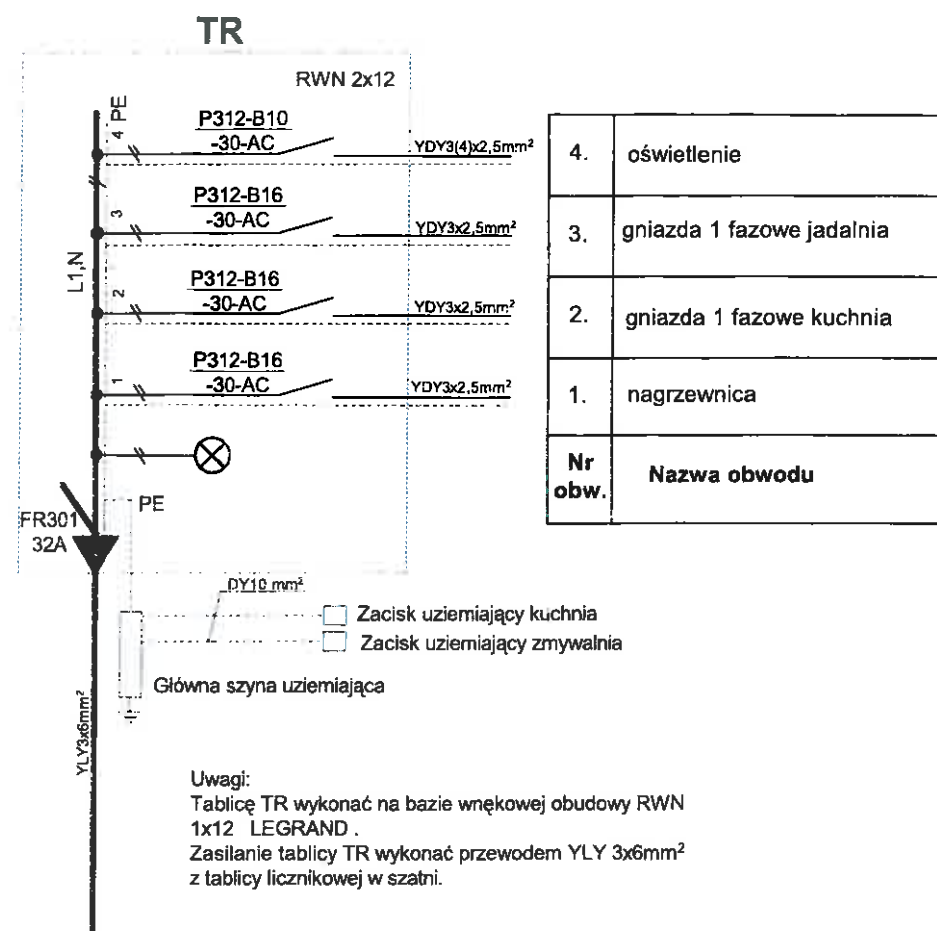 TR
RWN 2x12
PE
4
P312-B10
-30-AC
YDY3(4)x2,5mm²
3
P312-B16
-30-AC
YDY3x2,5mm²
L1,N
2
P312-B16
-30-AC
YDY3x2,5mm²
1
P312-B16
-30-AC
YDY3x2,5mm²
PE
FR301
32A
DY10 mm²
Zacisk uziemiający kuchnia
Zacisk uziemiający zmywalnia
Główna szyna uziemiająca
YLY3x6mm²
4. oświetlenie
3. gniazda 1 fazowe jadalnia
2. gniazda 1 fazowe kuchnia
1. nagrzewnica
Nr obw. Nazwa obwodu
Uwagi:
Tablicę TR wykonać na bazie wnękowej obudowy RWN
1x12 LEGRAND .
Zasilanie tablicy TR wykonać przewodem YLY 3x6mm²
z tablicy licznikowej w szatni.